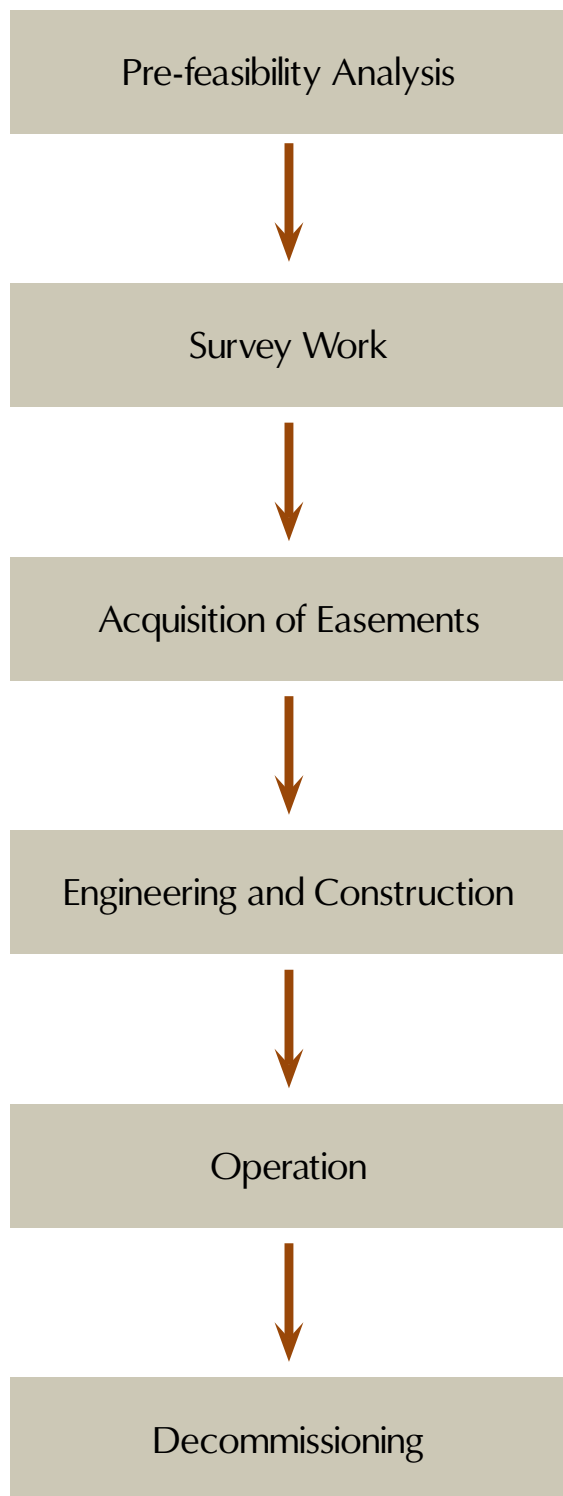 Pre-feasibility Analysis
Survey Work
Acquisition of Easements
Engineering and Construction
Operation
Decommissioning